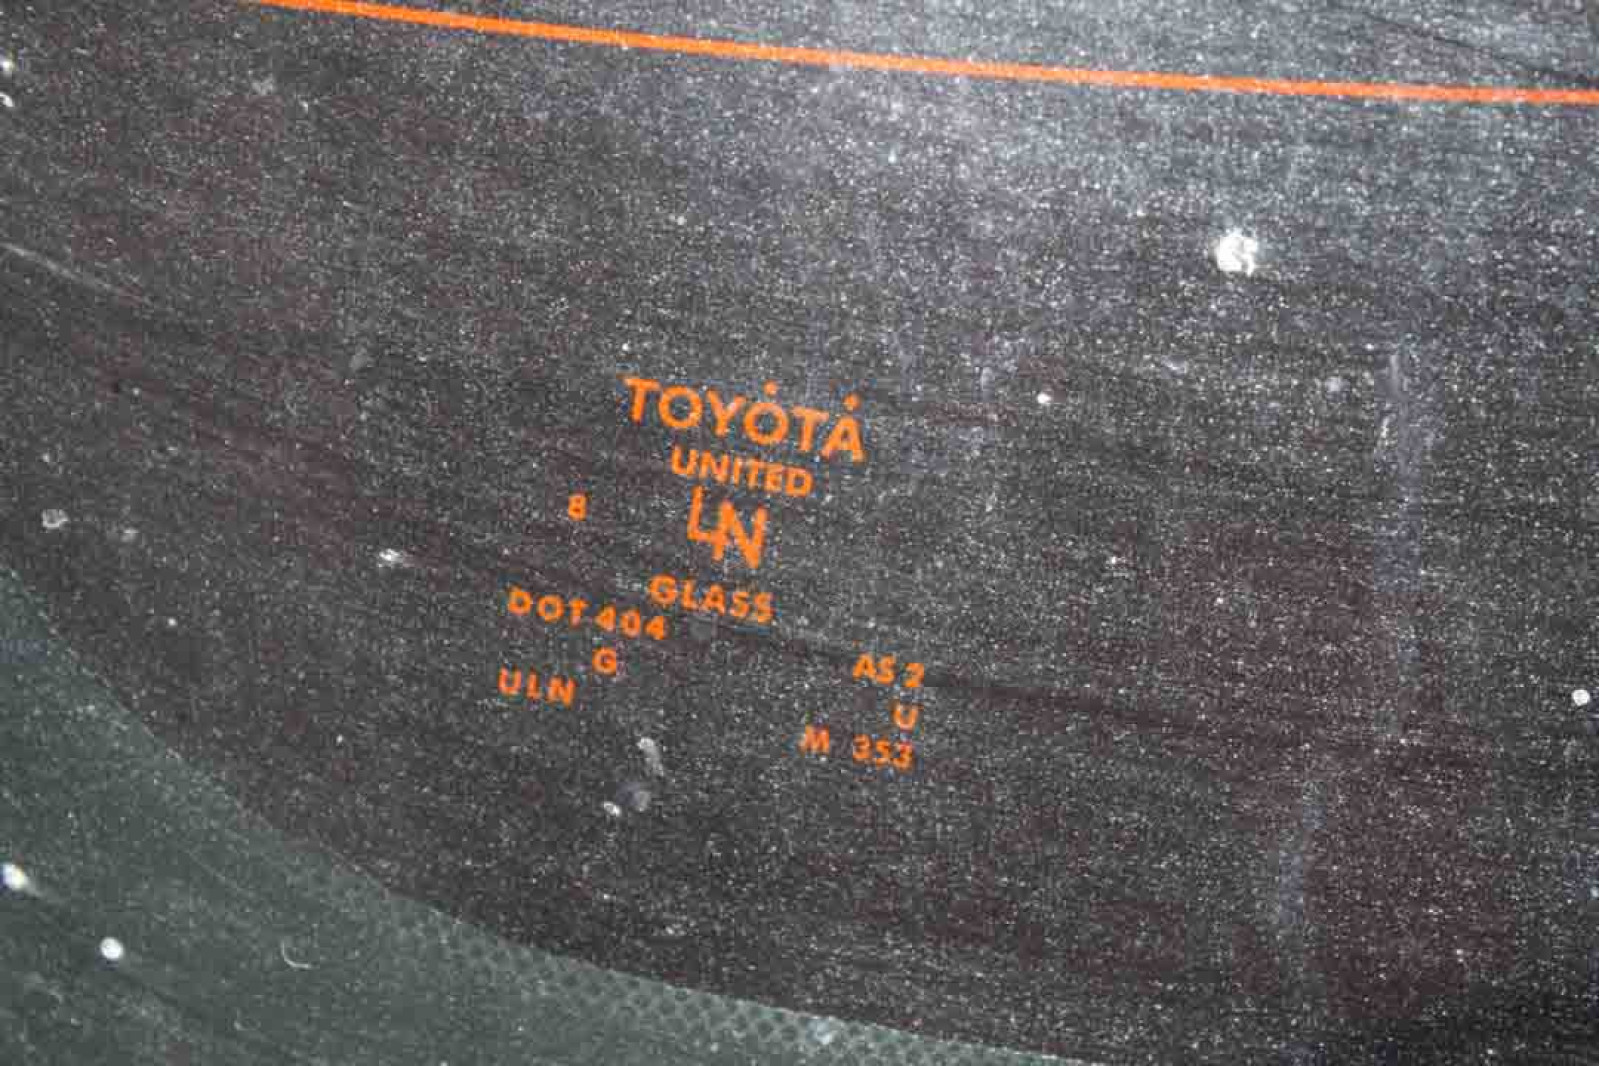 TOYOTA
UNITED
8 LN
GLASS
DOT 404
G AS 2
ULN U
M 353